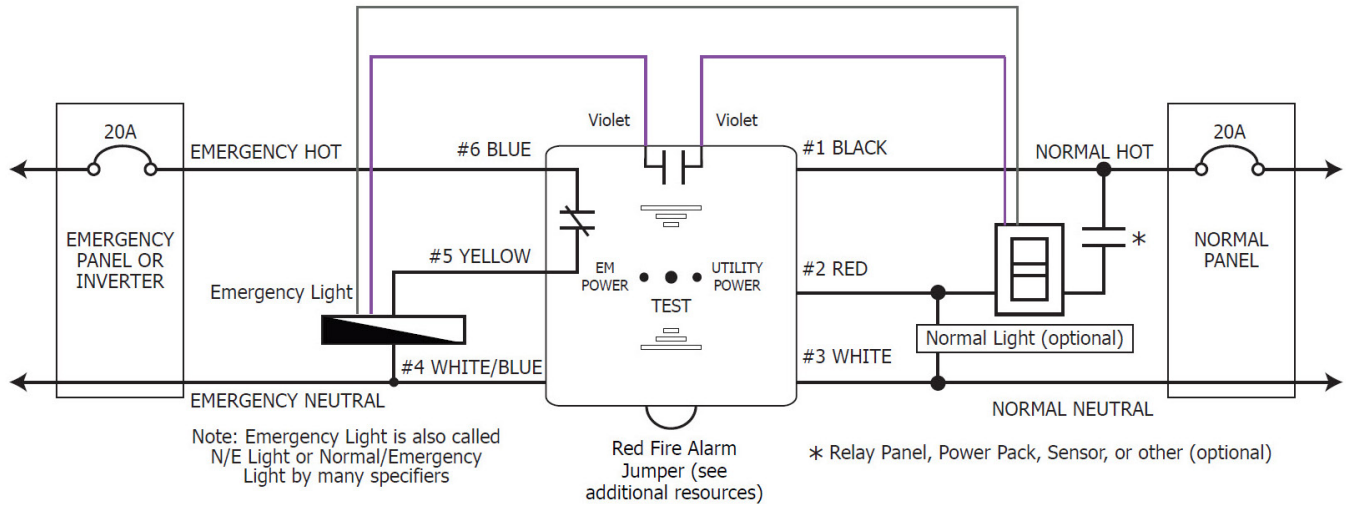 Violet
Violet
20A
EMERGENCY HOT
#6 BLUE
#1 BLACK
NORMAL HOT
20A
EMERGENCY
PANEL OR
INVERTER
#5 YELLOW
EM
POWER
UTILITY
POWER
TEST
#2 RED
*
NORMAL
PANEL
Emergency Light
Normal Light (optional)
#4 WHITE/BLUE
#3 WHITE
EMERGENCY NEUTRAL
NORMAL NEUTRAL
Note: Emergency Light is also called
N/E Light or Normal/Emergency
Light by many specifiers
Red Fire Alarm
Jumper (see
additional resources)
* Relay Panel, Power Pack, Sensor, or other (optional)